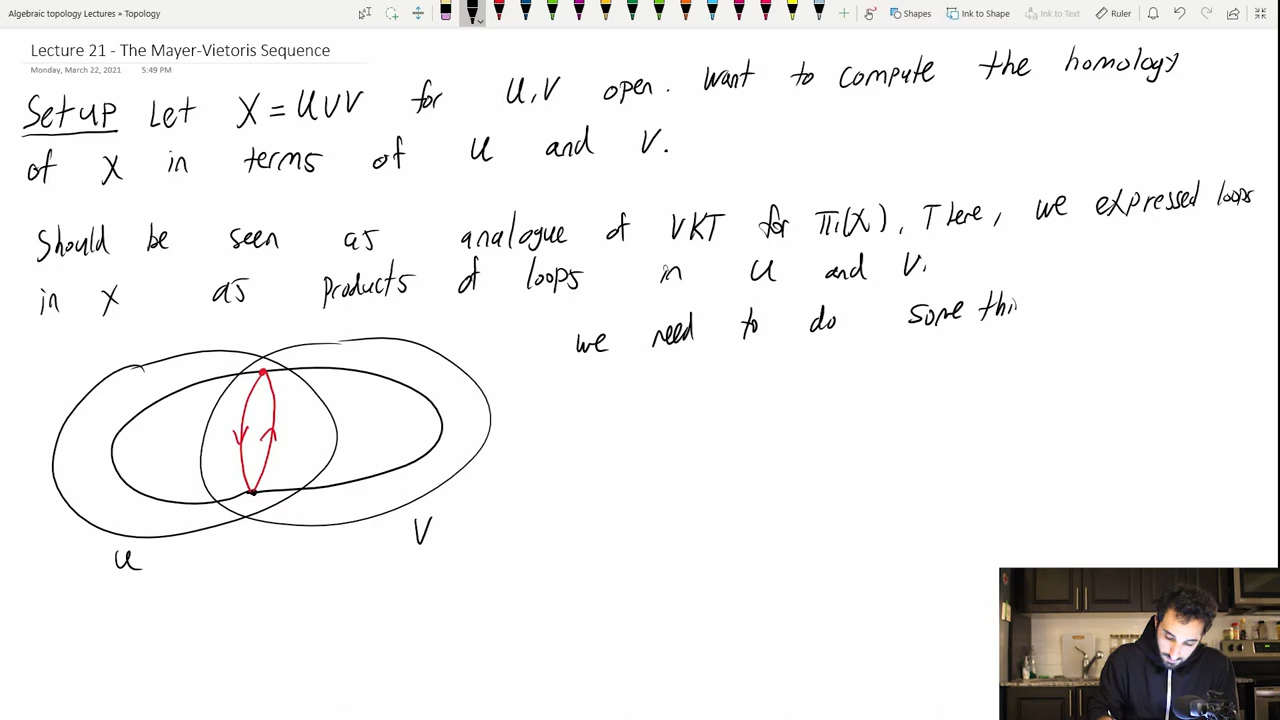 Algebraic topology Lectures » Topology
Shapes Ink to Shape Ink to Text Ruler
Lecture 21 - The Mayer-Vietoris Sequence
Monday, March 22, 2021 5:49 PM
Setup Let X = U∪V for U, V open. Want to compute the homology
of X in terms of U and V.
Should be seen as analogue of VKT for π₁(X). There, we expressed loops
in X as products of loops in U and V.
we need to do some thi
U
V